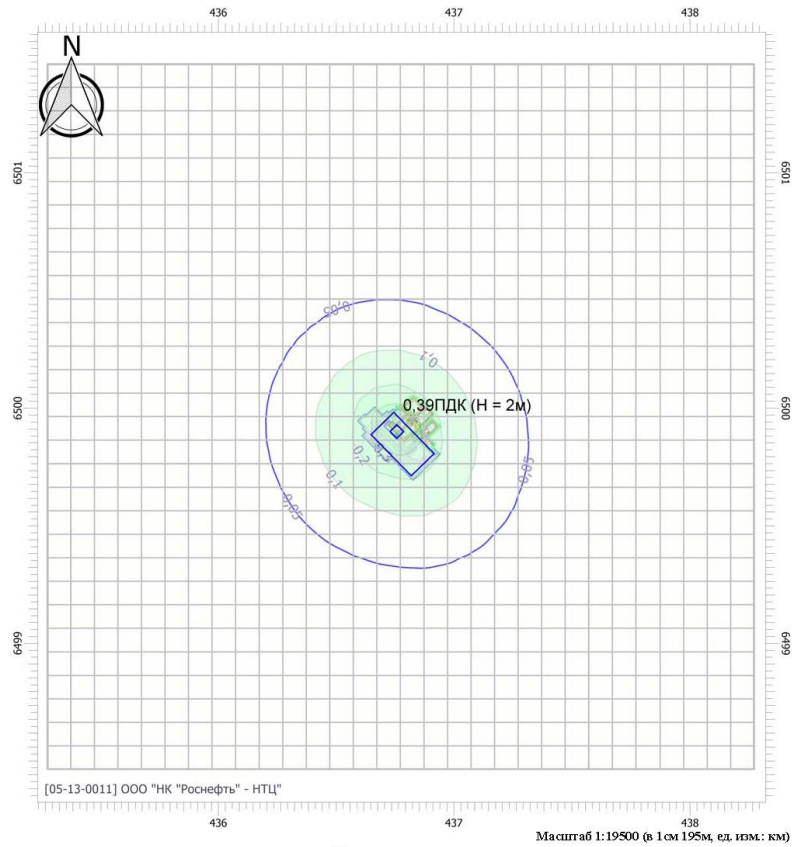 436 437 438
N
6501 6501
0,05
0,1
0,39ПДК (H = 2м)
6500 6500
0,2 0,3
0,1 0,05
0,05
6499 6499
[05-13-0011] ООО "НК "Роснефть" - НТЦ"
436 437 438
Масштаб 1:19500 (в 1см 195м, ед. изм.: км)